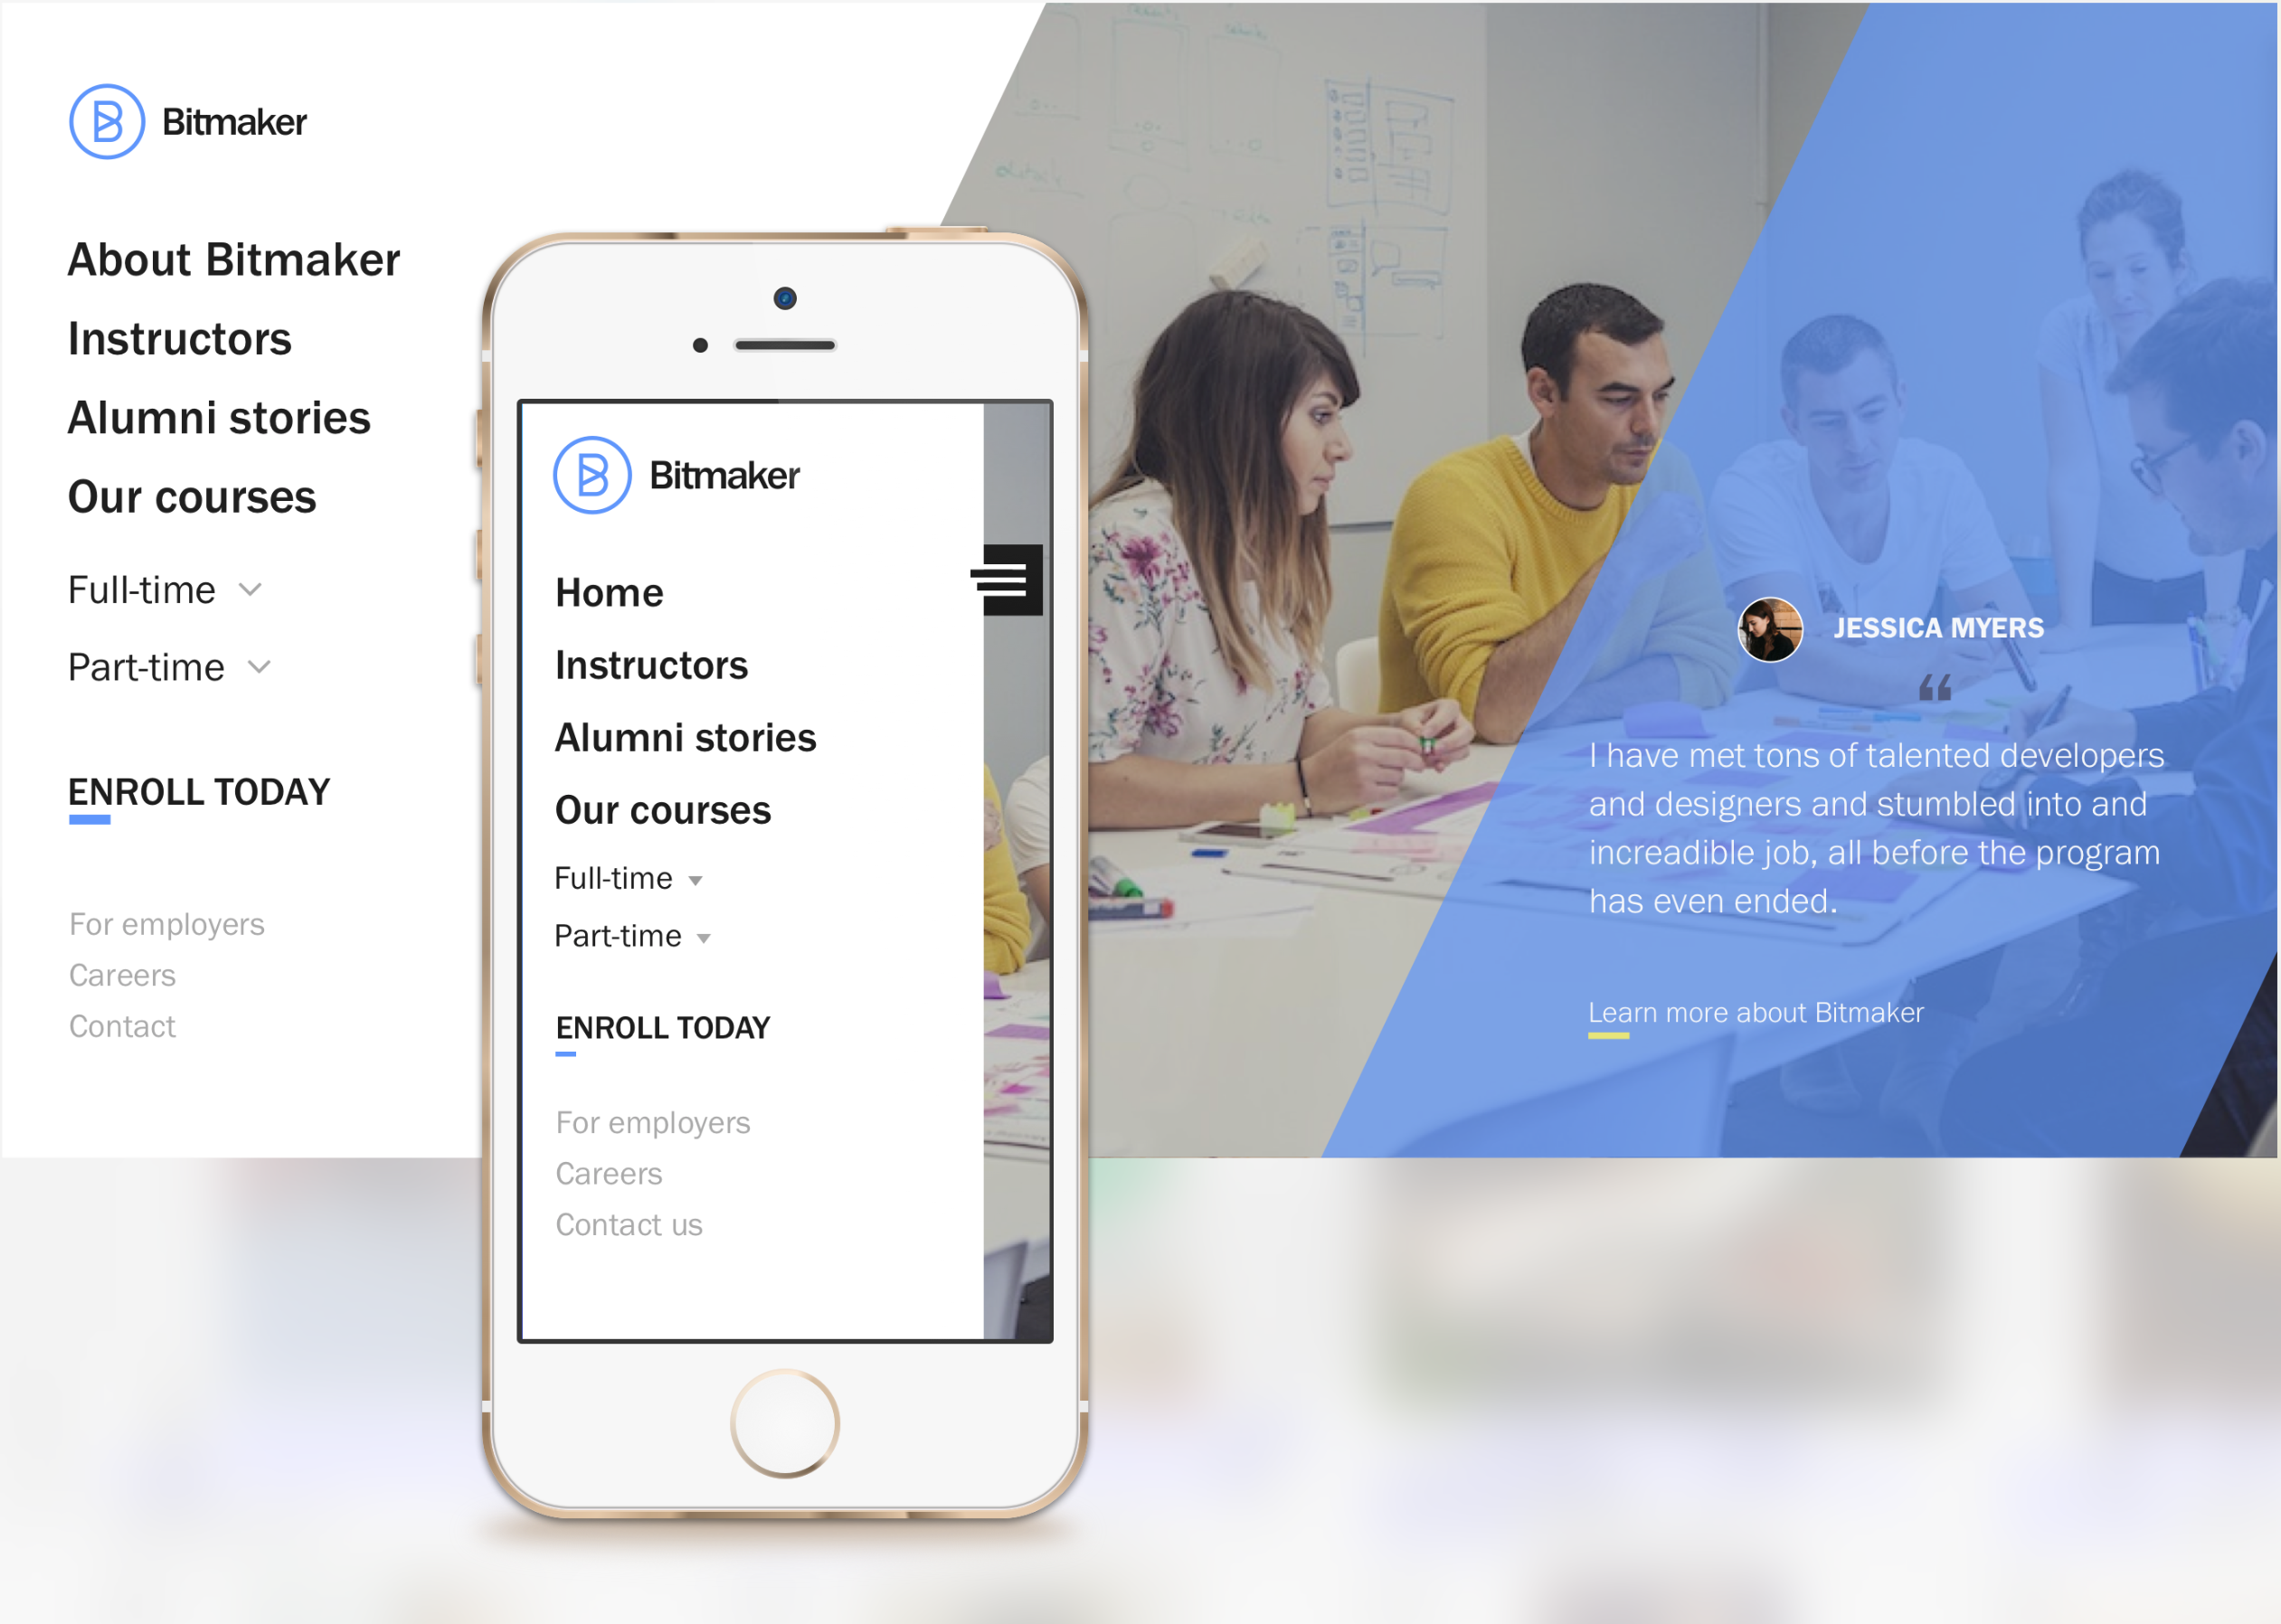 Bitmaker
About Bitmaker
Instructors
Alumni stories
Our courses
Full-time
Part-time
ENROLL TODAY
For employers
Careers
Contact
Bitmaker
Home
Instructors
Alumni stories
Our courses
Full-time
Part-time
ENROLL TODAY
For employers
Careers
Contact us
JESSICA MYERS
“
I have met tons of talented developers
and designers and stumbled into and
increadible job, all before the program
has even ended.
Learn more about Bitmaker